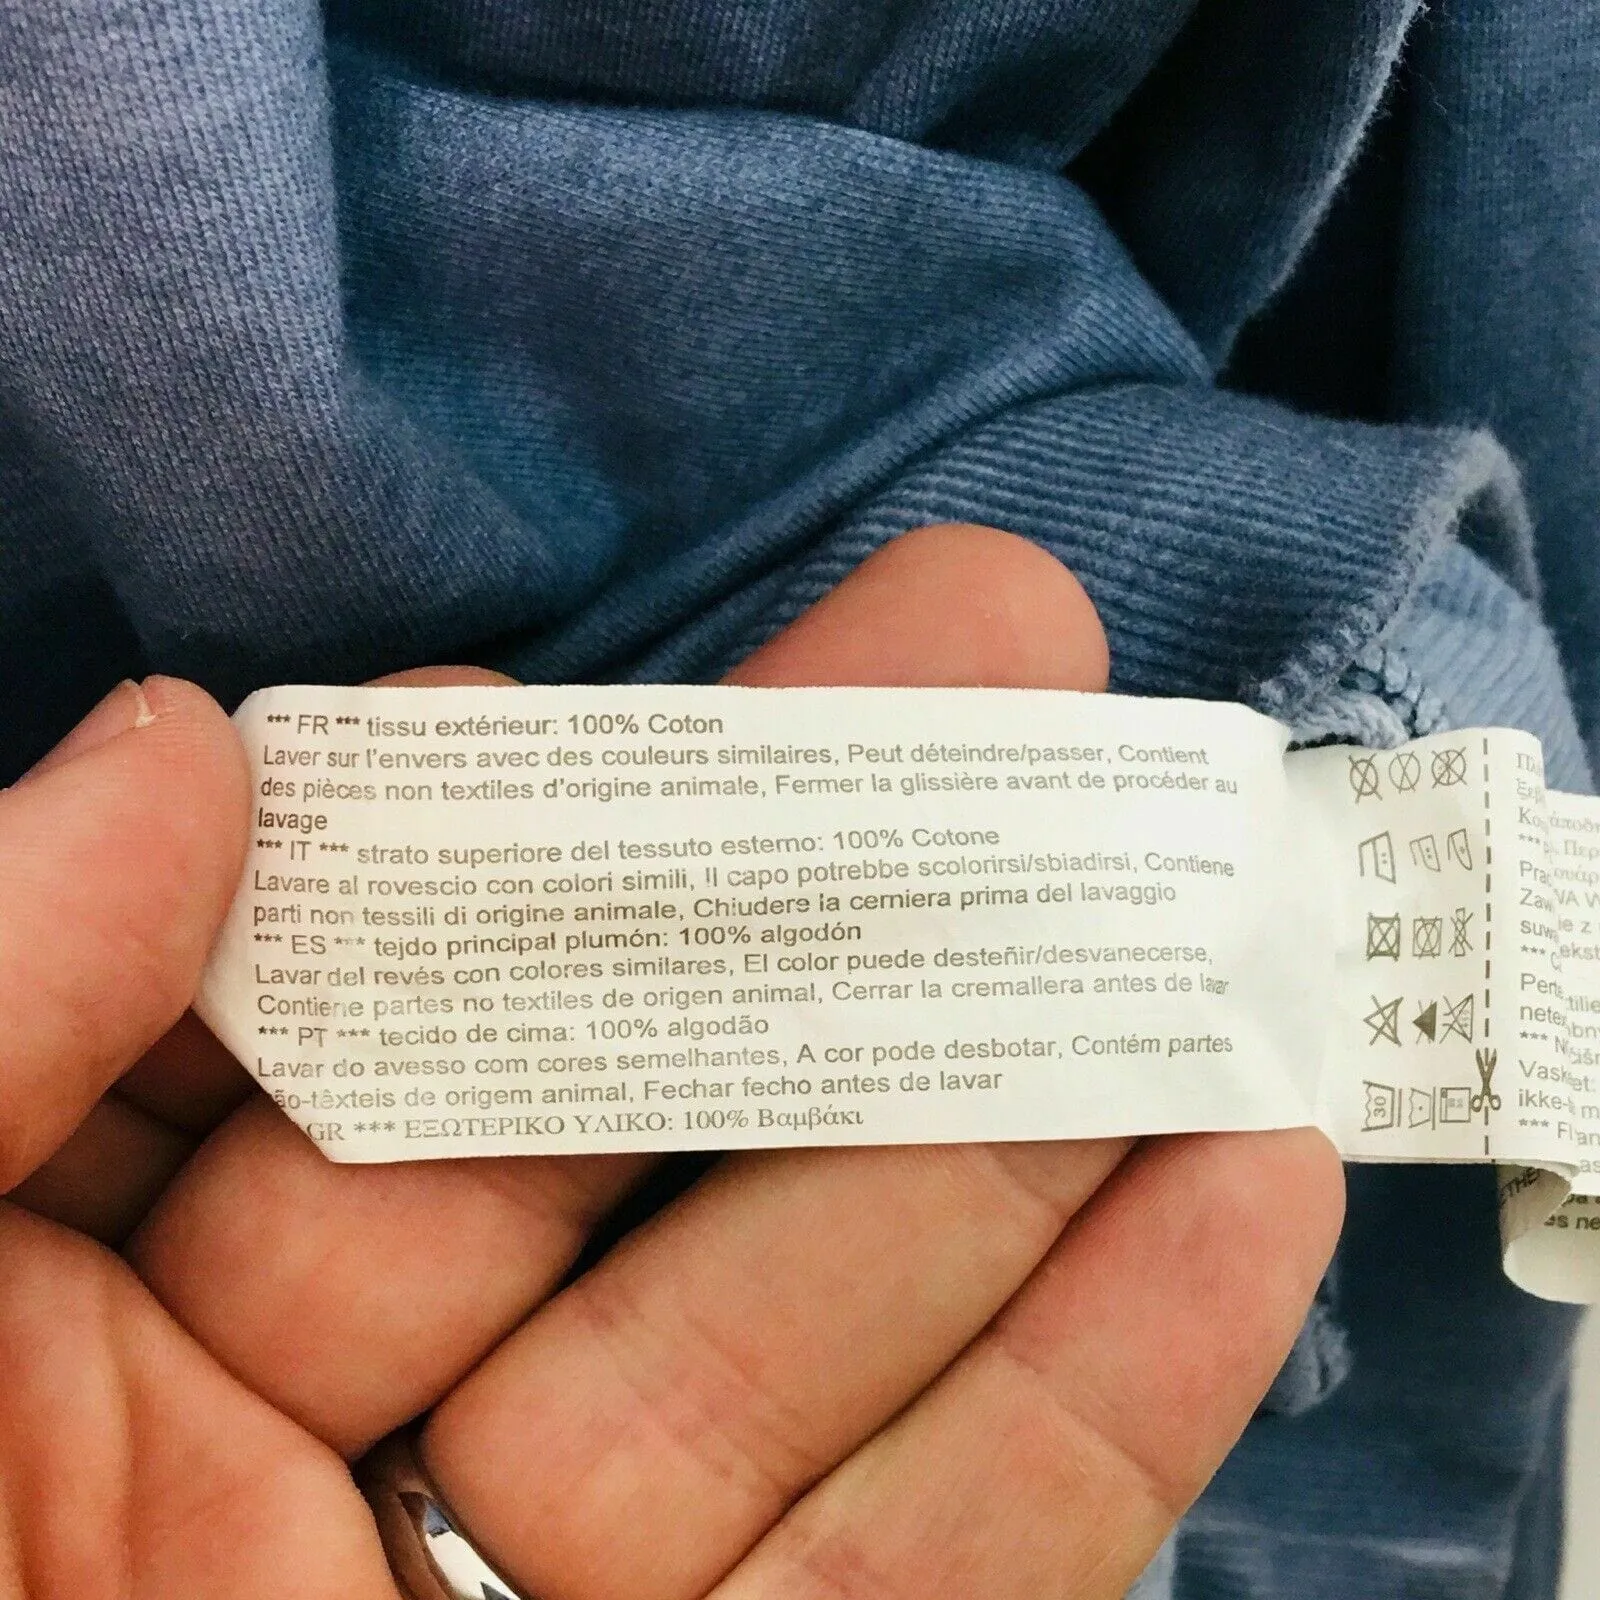 *** FR *** tissu extérieur: 100% Coton
Laver sur l'envers avec des couleurs similaires, Peut déteindre/passer, Contient
des pièces non textiles d'origine animale, Fermer la glissière avant de procéder au
lavage
*** IT *** strato superiore del tessuto esterno: 100% Cotone
Lavare al rovescio con colori simili, Il capo potrebbe scolorirsi/sbiadirsi, Contiene
parti non tessili di origine animale, Chiudere la cerniera prima del lavaggio
*** ES *** tejdo principal plumón: 100% algodón
Lavar del revés con colores similares, El color puede desteñir/desvanecerse,
Contiene partes no textiles de origen animal, Cerrar la cremallera antes de lavar
*** PT *** tecido de cima: 100% algodão
Lavar do avesso com cores semelhantes, A cor pode desbotar, Contém partes
ão-têxteis de origem animal, Fechar fecho antes de lavar
GR *** ΕΞΩΤΕΡΙΚΟ ΥΛΙΚΟ: 100% Βαμβάκι
30